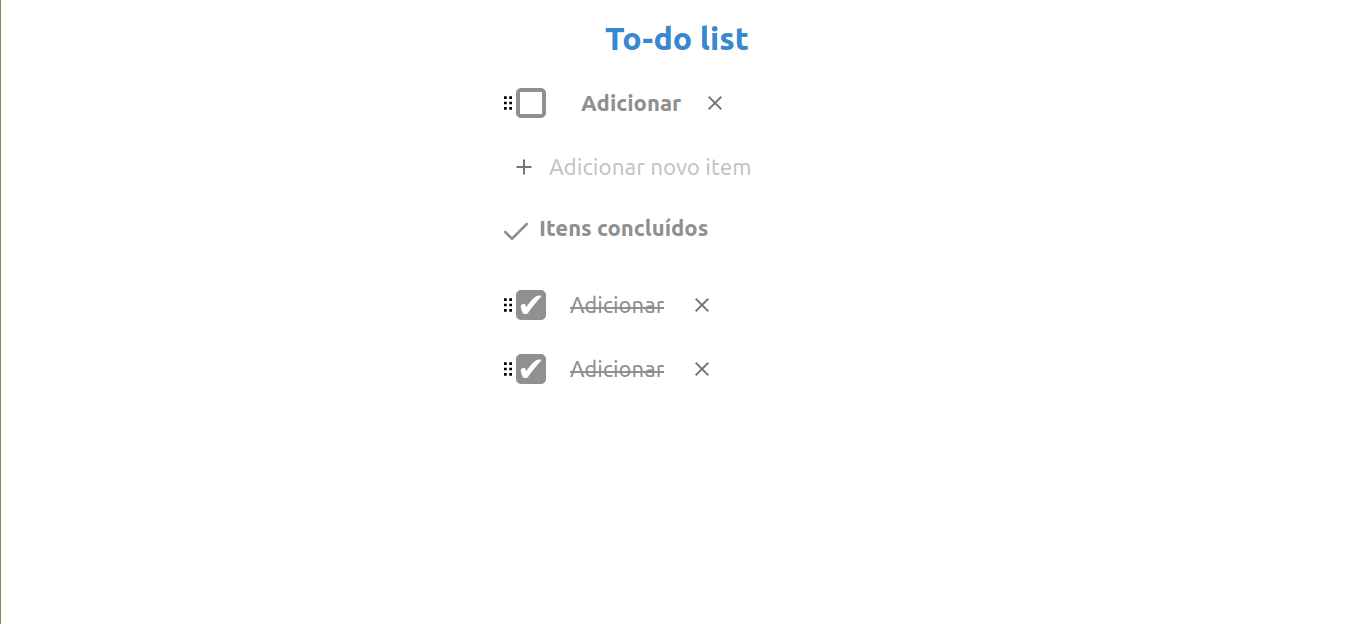 To-do list
Adicionar
Adicionar novo item
Itens concluídos
Adicionar
Adicionar